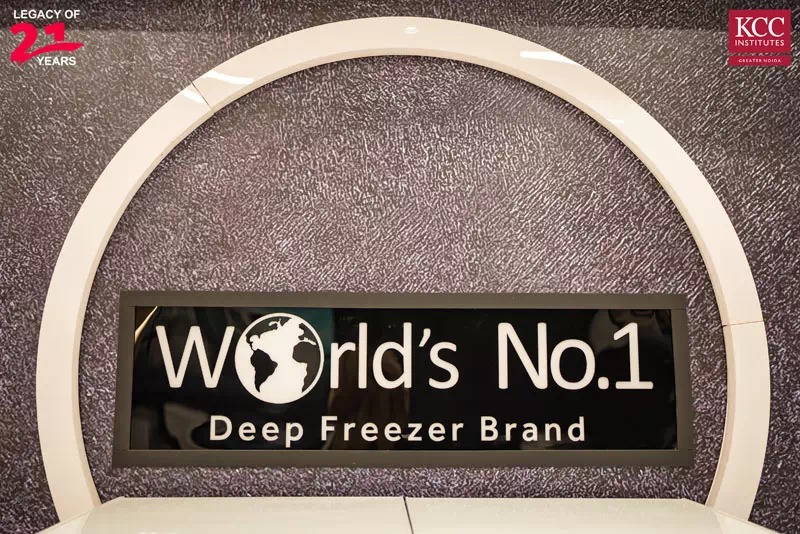 LEGACY OF
21
YEARS
KCC
INSTITUTES
GREATER NOIDA
World's No.1
Deep Freezer Brand